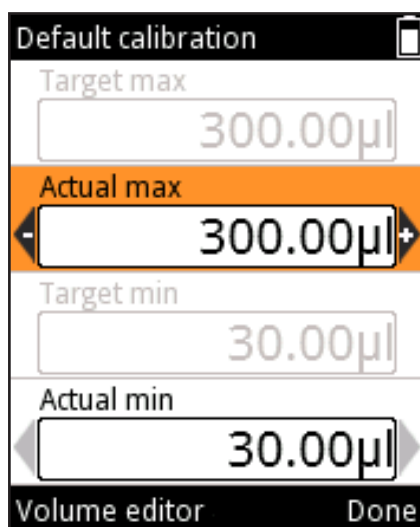 Default calibration
Target max
300.00µl
Actual max
- 300.00µl +
Target min
30.00µl
Actual min
30.00µl
Volume editor Done